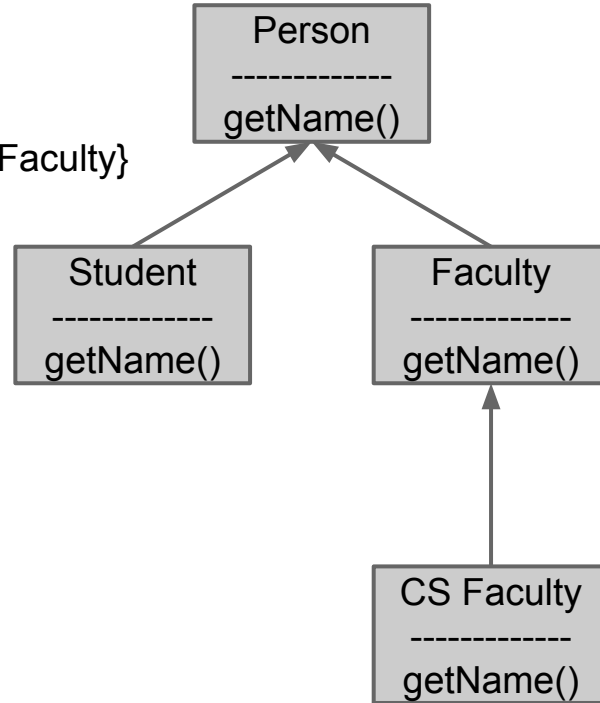 Person
-------------
getName()
Faculty}
Student
-------------
getName()
Faculty
-------------
getName()
CS Faculty
-------------
getName()